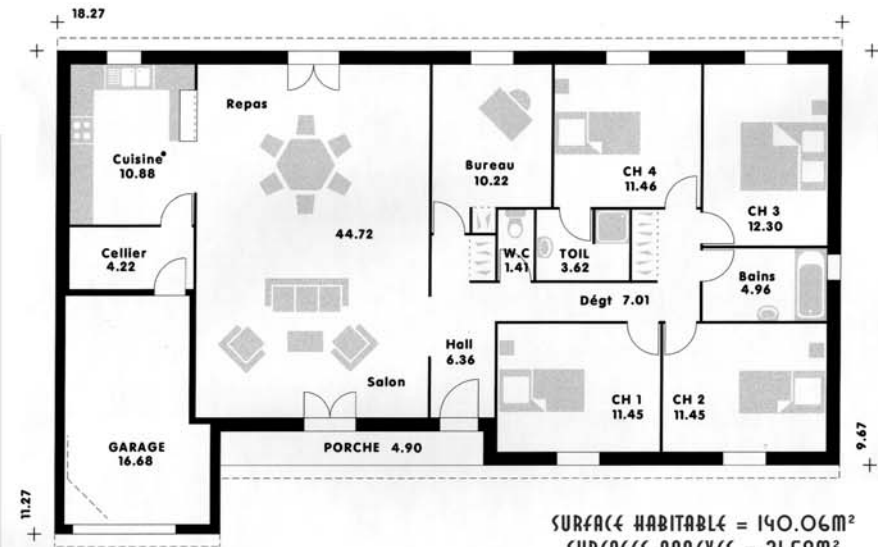 18.27
Repas
Cuisine*
10.88
Bureau
10.22
CH 4
11.46
CH 3
12.30
44.72
Cellier
4.22
W.C
1.41
TOIL
3.62
Bains
4.96
Dégt 7.01
Hall
6.36
Salon
CH 1
11.45
CH 2
11.45
GARAGE
16.68
PORCHE 4.90
9.67
11.27
SURFACE HABITABLE = 140.06M²